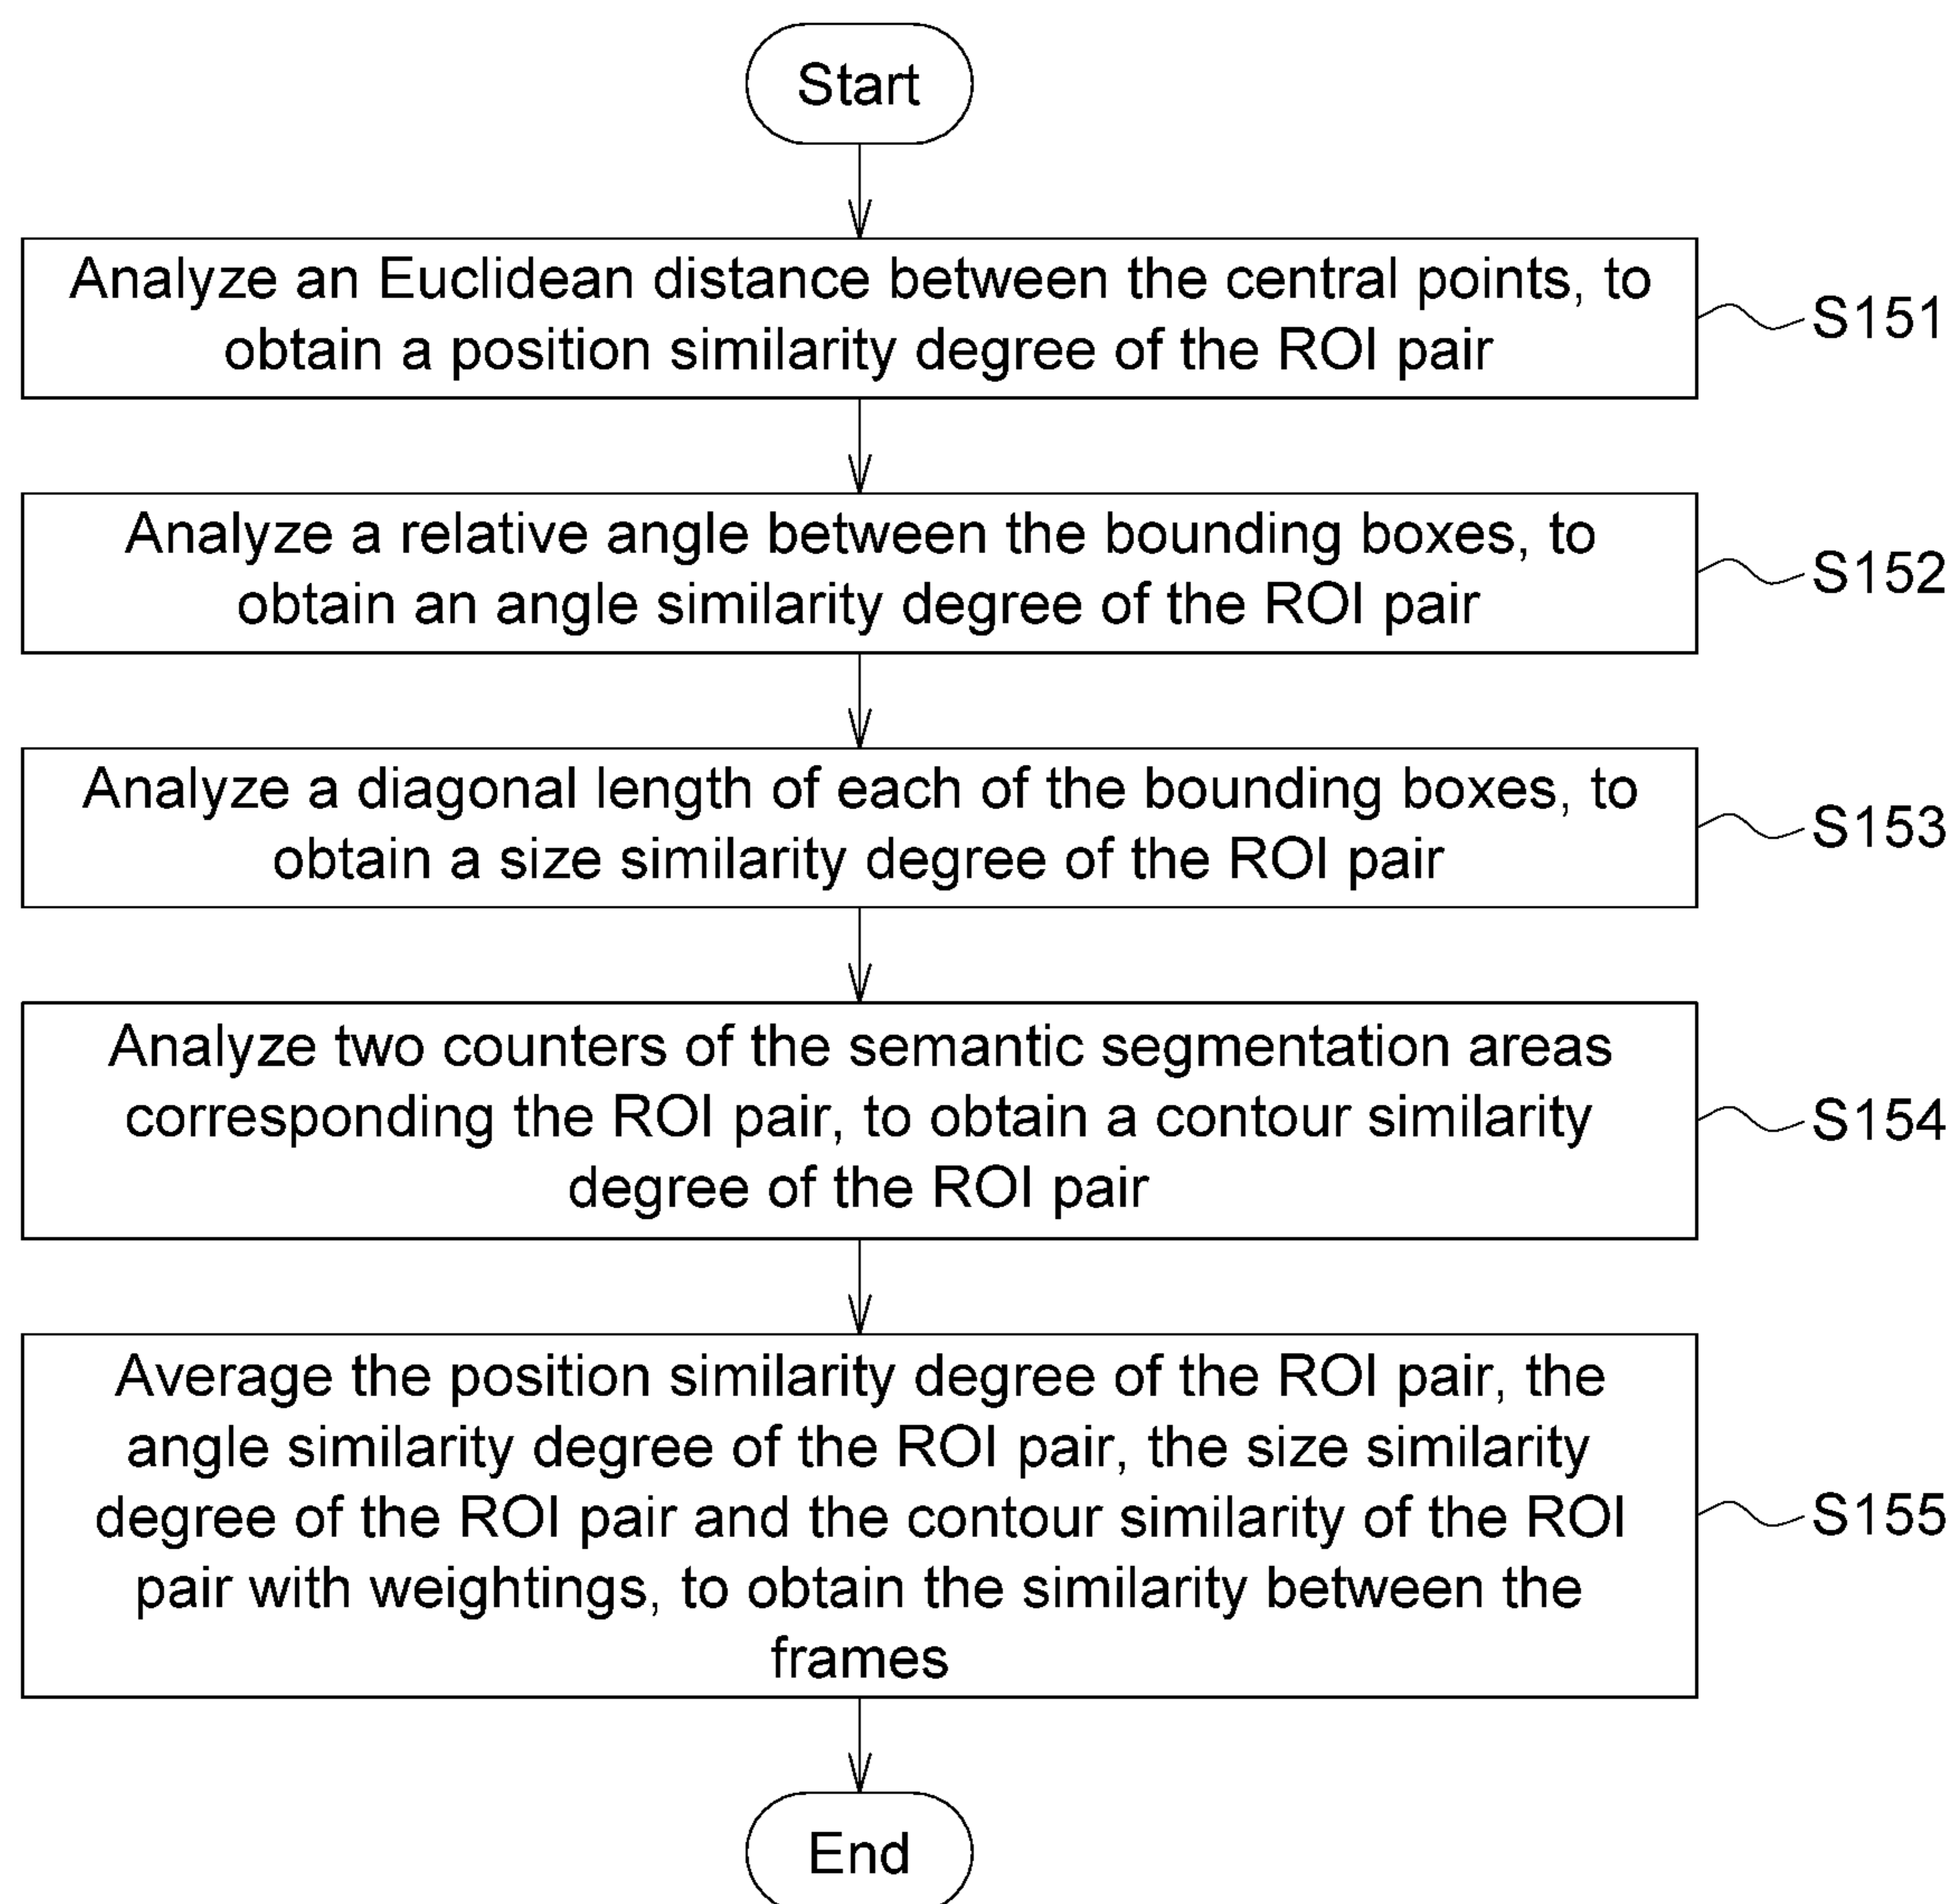 Start
Analyze an Euclidean distance between the central points, to
obtain a position similarity degree of the ROI pair
S151
Analyze a relative angle between the bounding boxes, to
obtain an angle similarity degree of the ROI pair
S152
Analyze a diagonal length of each of the bounding boxes, to
obtain a size similarity degree of the ROI pair
S153
Analyze two counters of the semantic segmentation areas
corresponding the ROI pair, to obtain a contour similarity
degree of the ROI pair
S154
Average the position similarity degree of the ROI pair, the
angle similarity degree of the ROI pair, the size similarity
degree of the ROI pair and the contour similarity of the ROI
pair with weightings, to obtain the similarity between the
frames
S155
End